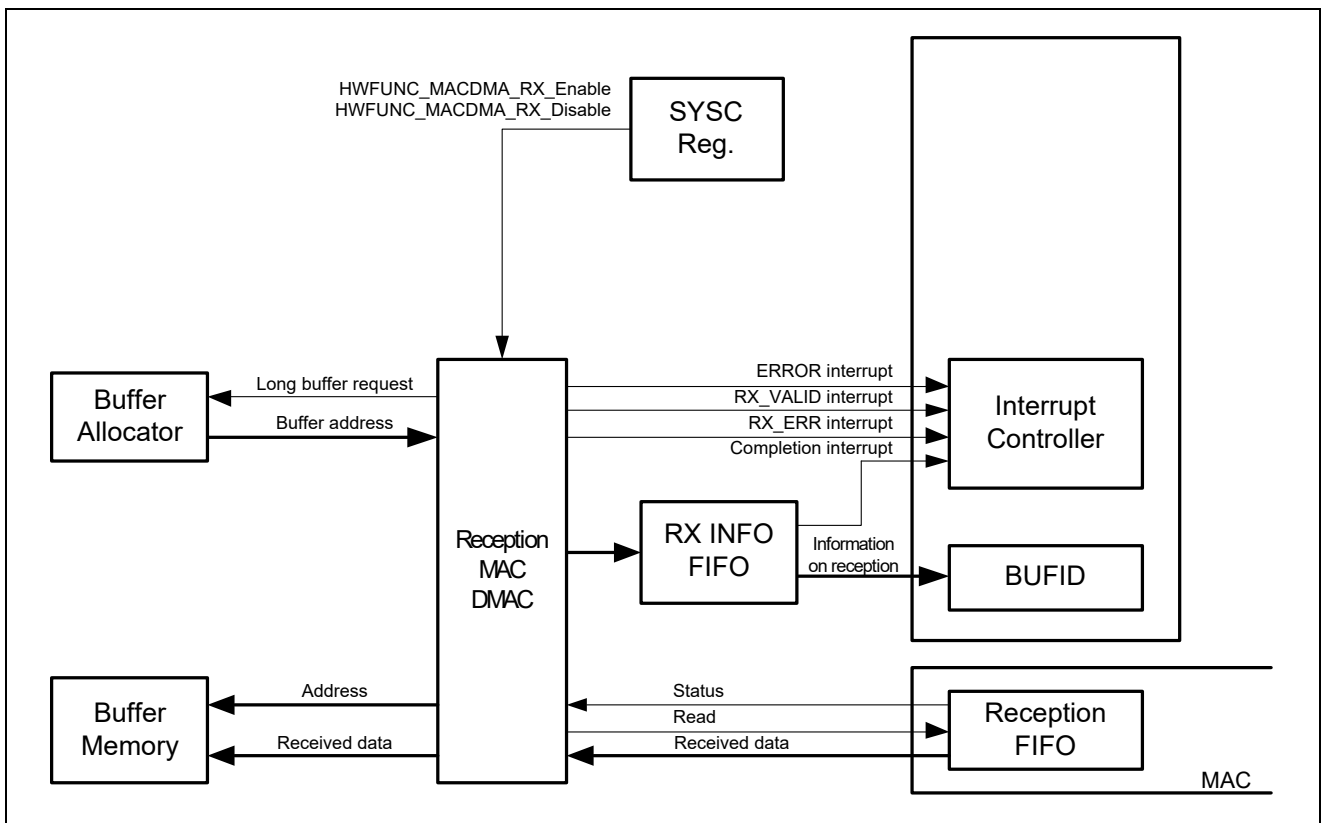 HWFUNC_MACDMA_RX_Enable
HWFUNC_MACDMA_RX_Disable
SYSC
Reg.
Buffer
Allocator
Long buffer request
Buffer address
ERROR interrupt
RX_VALID interrupt
RX_ERR interrupt
Completion interrupt
Interrupt
Controller
Reception
MAC
DMAC
RX INFO
FIFO
Information
on reception
BUFID
Buffer
Memory
Address
Received data
Status
Read
Received data
Reception
FIFO
MAC